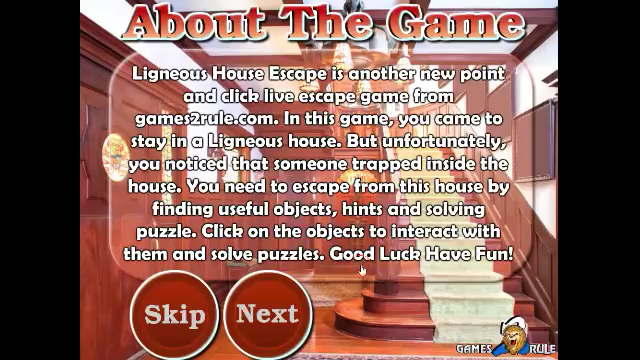 About The Game
Ligneous House Escape is another new point
and click live escape game from
games2rule.com. In this game, you came to
stay in a Ligneous house. But unfortunately,
you noticed that someone trapped inside the
house. You need to escape from this house by
finding useful objects, hints and solving
puzzle. Click on the objects to interact with
them and solve puzzles. Good Luck Have Fun!
Skip Next
GAMES RULE